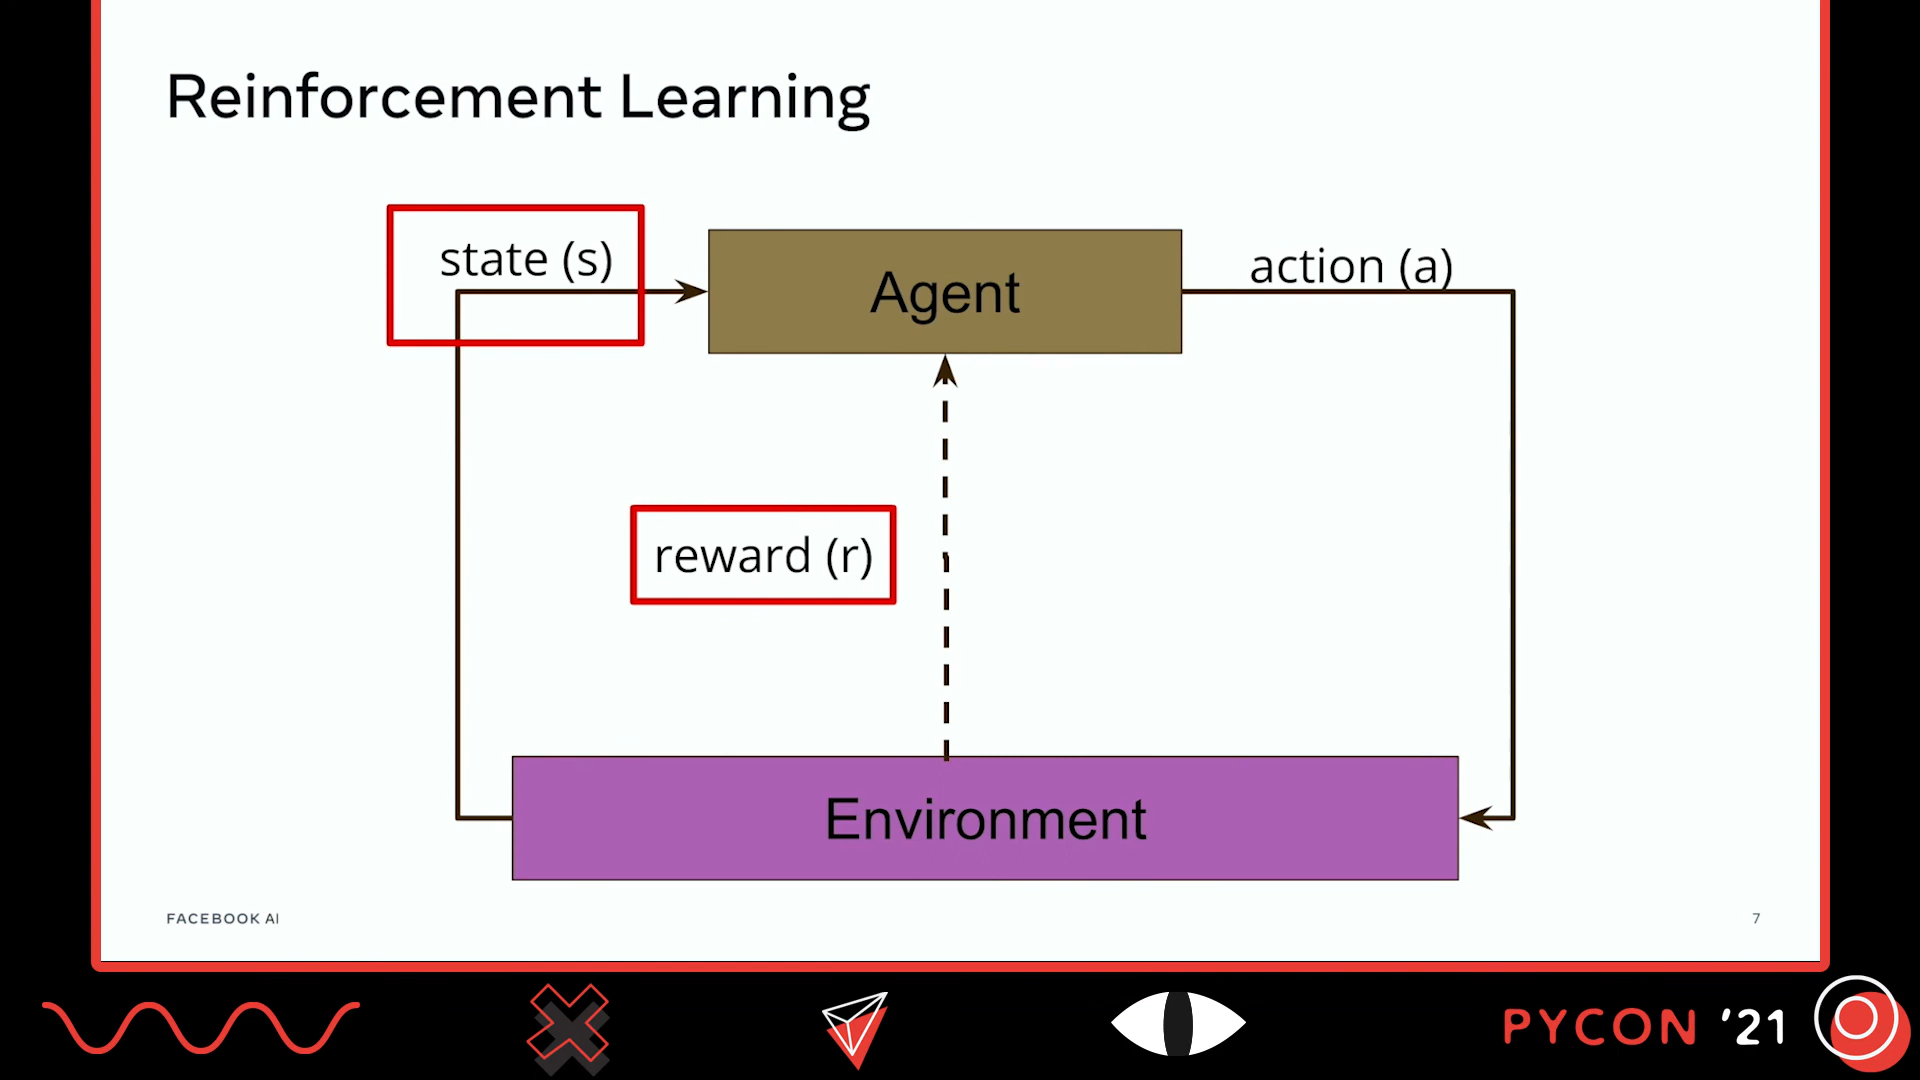 Reinforcement Learning
state (s)
Agent
action (a)
reward (r)
Environment
FACEBOOK AI
7
PYCON '21